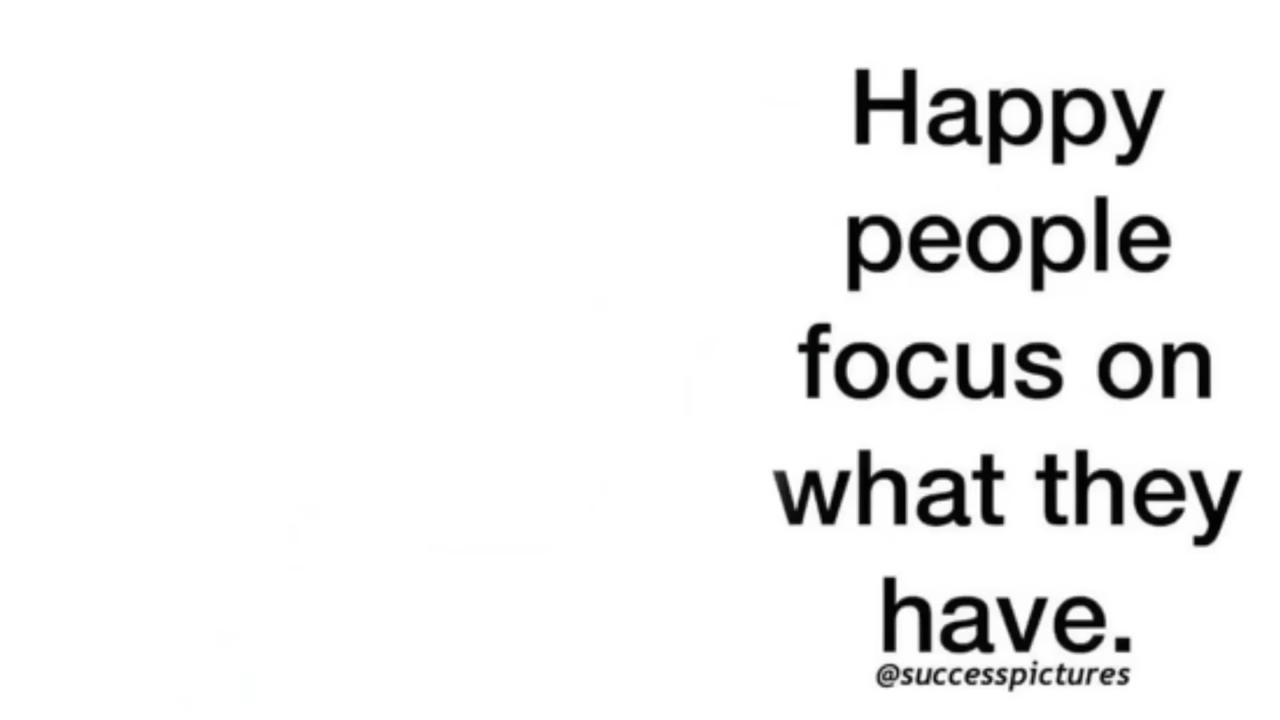 Happy
people
focus on
what they
have.
@successpictures